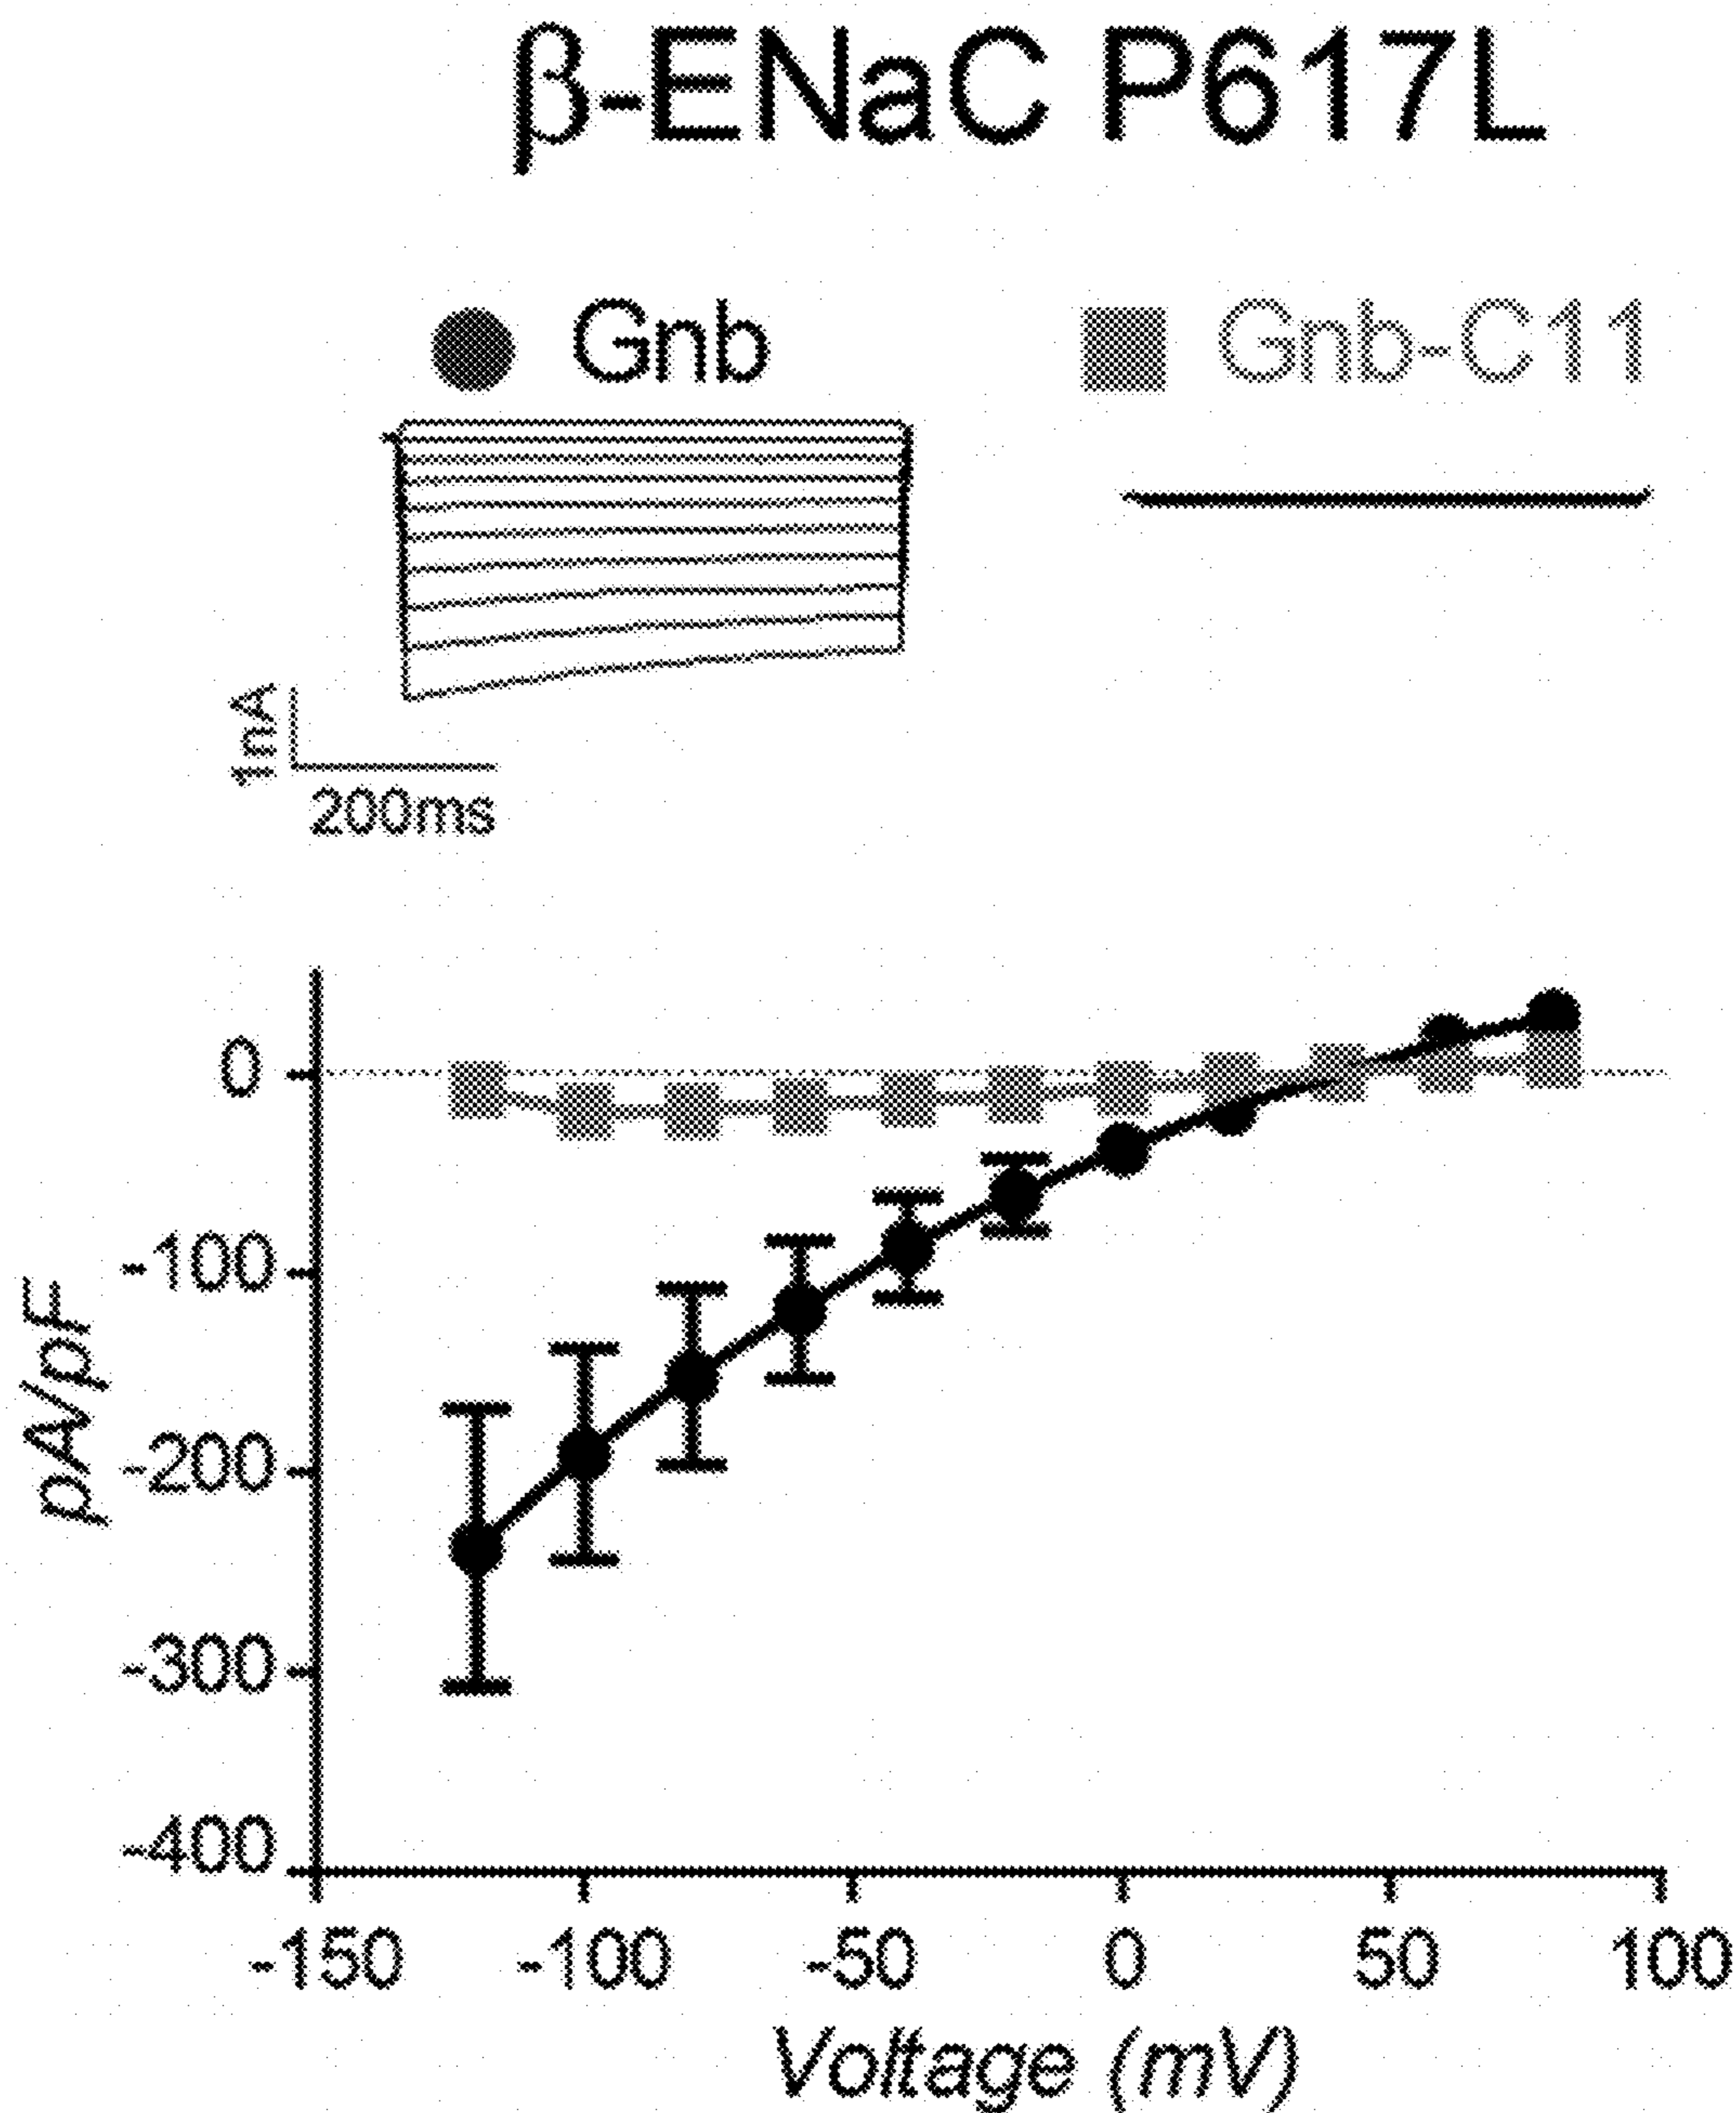 β-ENaC P617L
Gnb
Gnb-C11
1nA
200ms
0
-100
-200
-300
-400
pA/pF
-150 -100 -50 0 50 100
Voltage (mV)